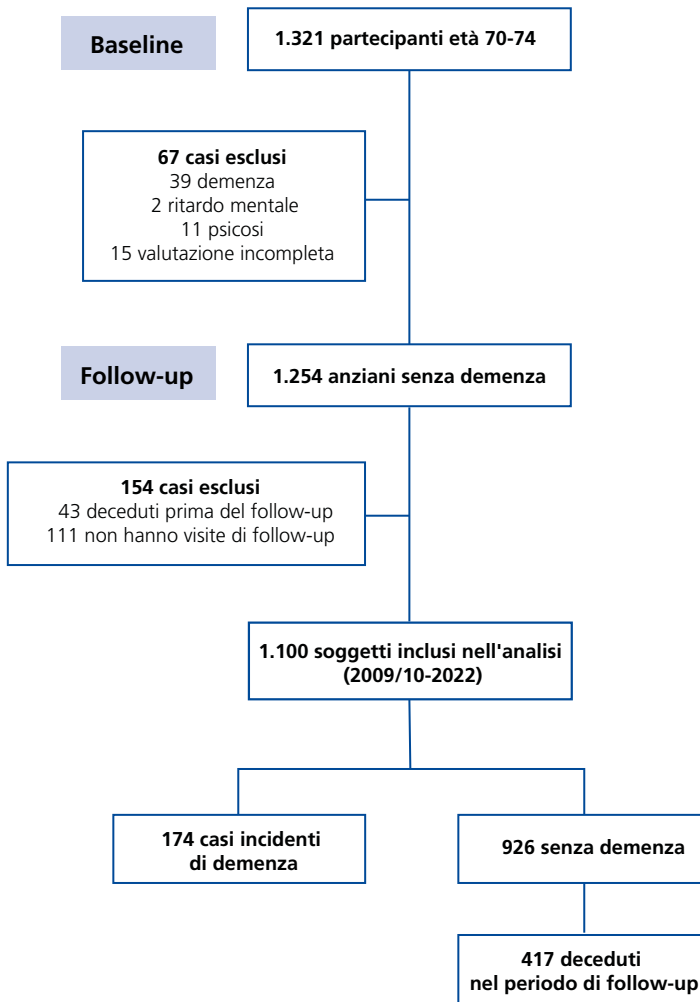 Baseline
1.321 partecipanti età 70-74
67 casi esclusi
39 demenza
2 ritardo mentale
11 psicosi
15 valutazione incompleta
Follow-up
1.254 anziani senza demenza
154 casi esclusi
43 deceduti prima del follow-up
111 non hanno visite di follow-up
1.100 soggetti inclusi nell'analisi
(2009/10-2022)
174 casi incidenti
di demenza
926 senza demenza
417 deceduti
nel periodo di follow-up